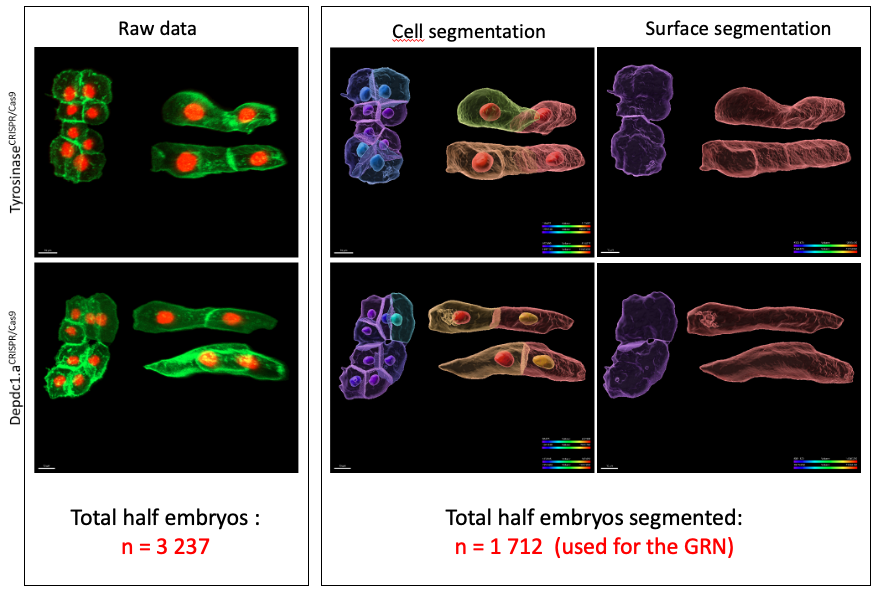 Raw data
Cell segmentation
Surface segmentation
Tyrosinase^CRISPR/Cas9
Depdc1.a^CRISPR/Cas9
Total half embryos :
n = 3 237
Total half embryos segmented:
n = 1 712 (used for the GRN)